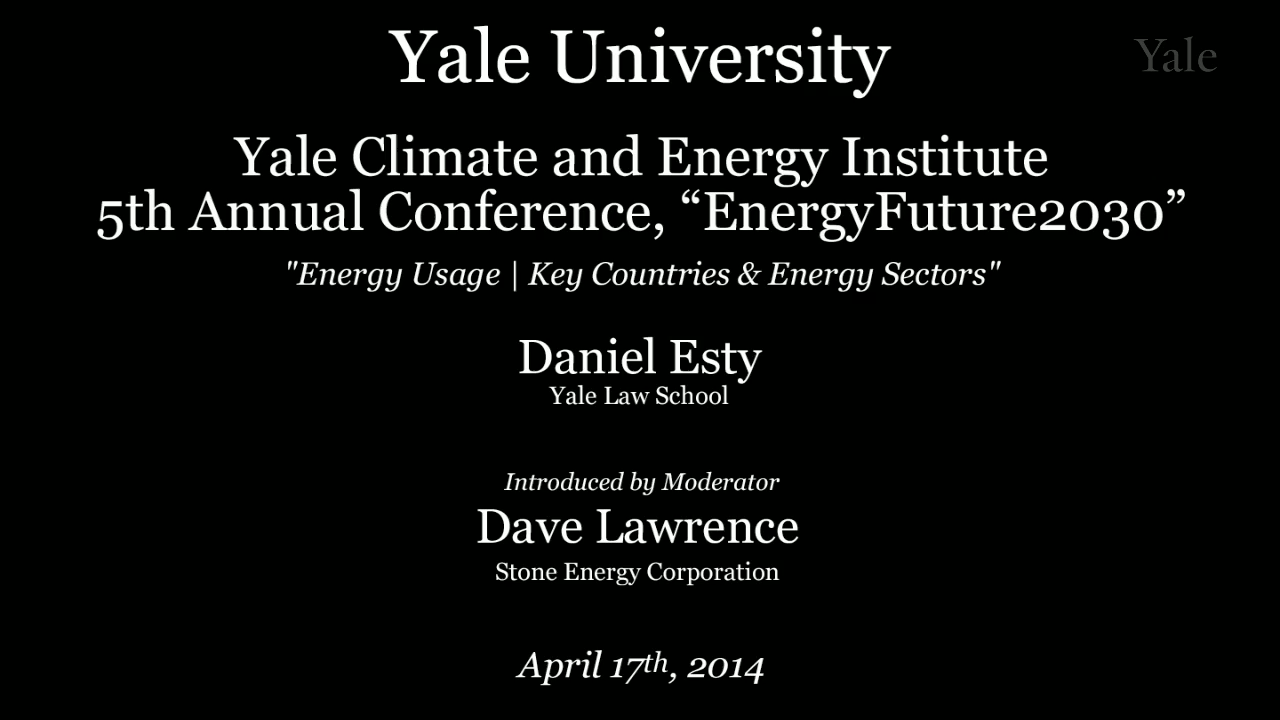 Yale University
Yale
Yale Climate and Energy Institute
5th Annual Conference, “EnergyFuture2030”
"Energy Usage | Key Countries & Energy Sectors"
Daniel Esty
Yale Law School
Introduced by Moderator
Dave Lawrence
Stone Energy Corporation
April 17th, 2014